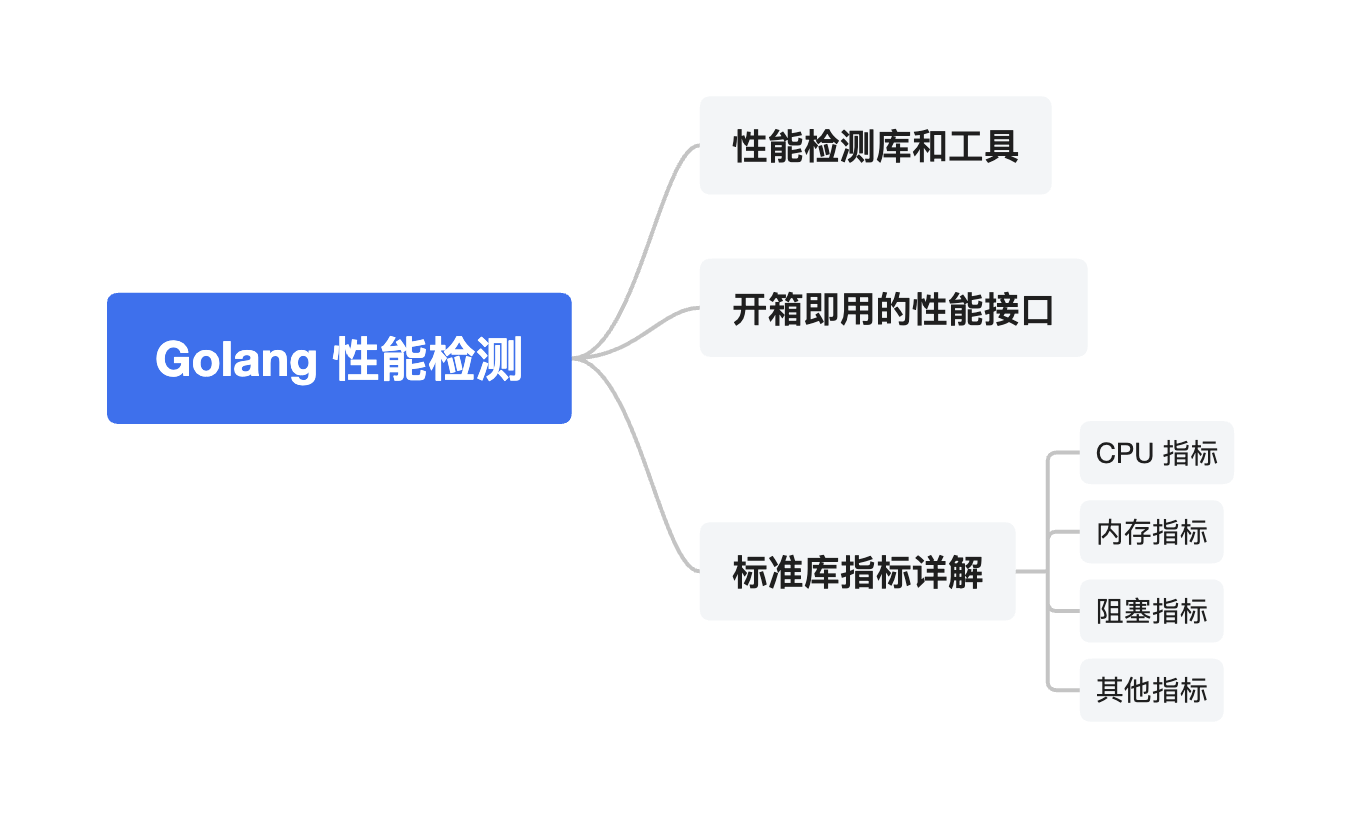 Golang 性能检测
性能检测库和工具
开箱即用的性能接口
标准库指标详解
CPU 指标
内存指标
阻塞指标
其他指标